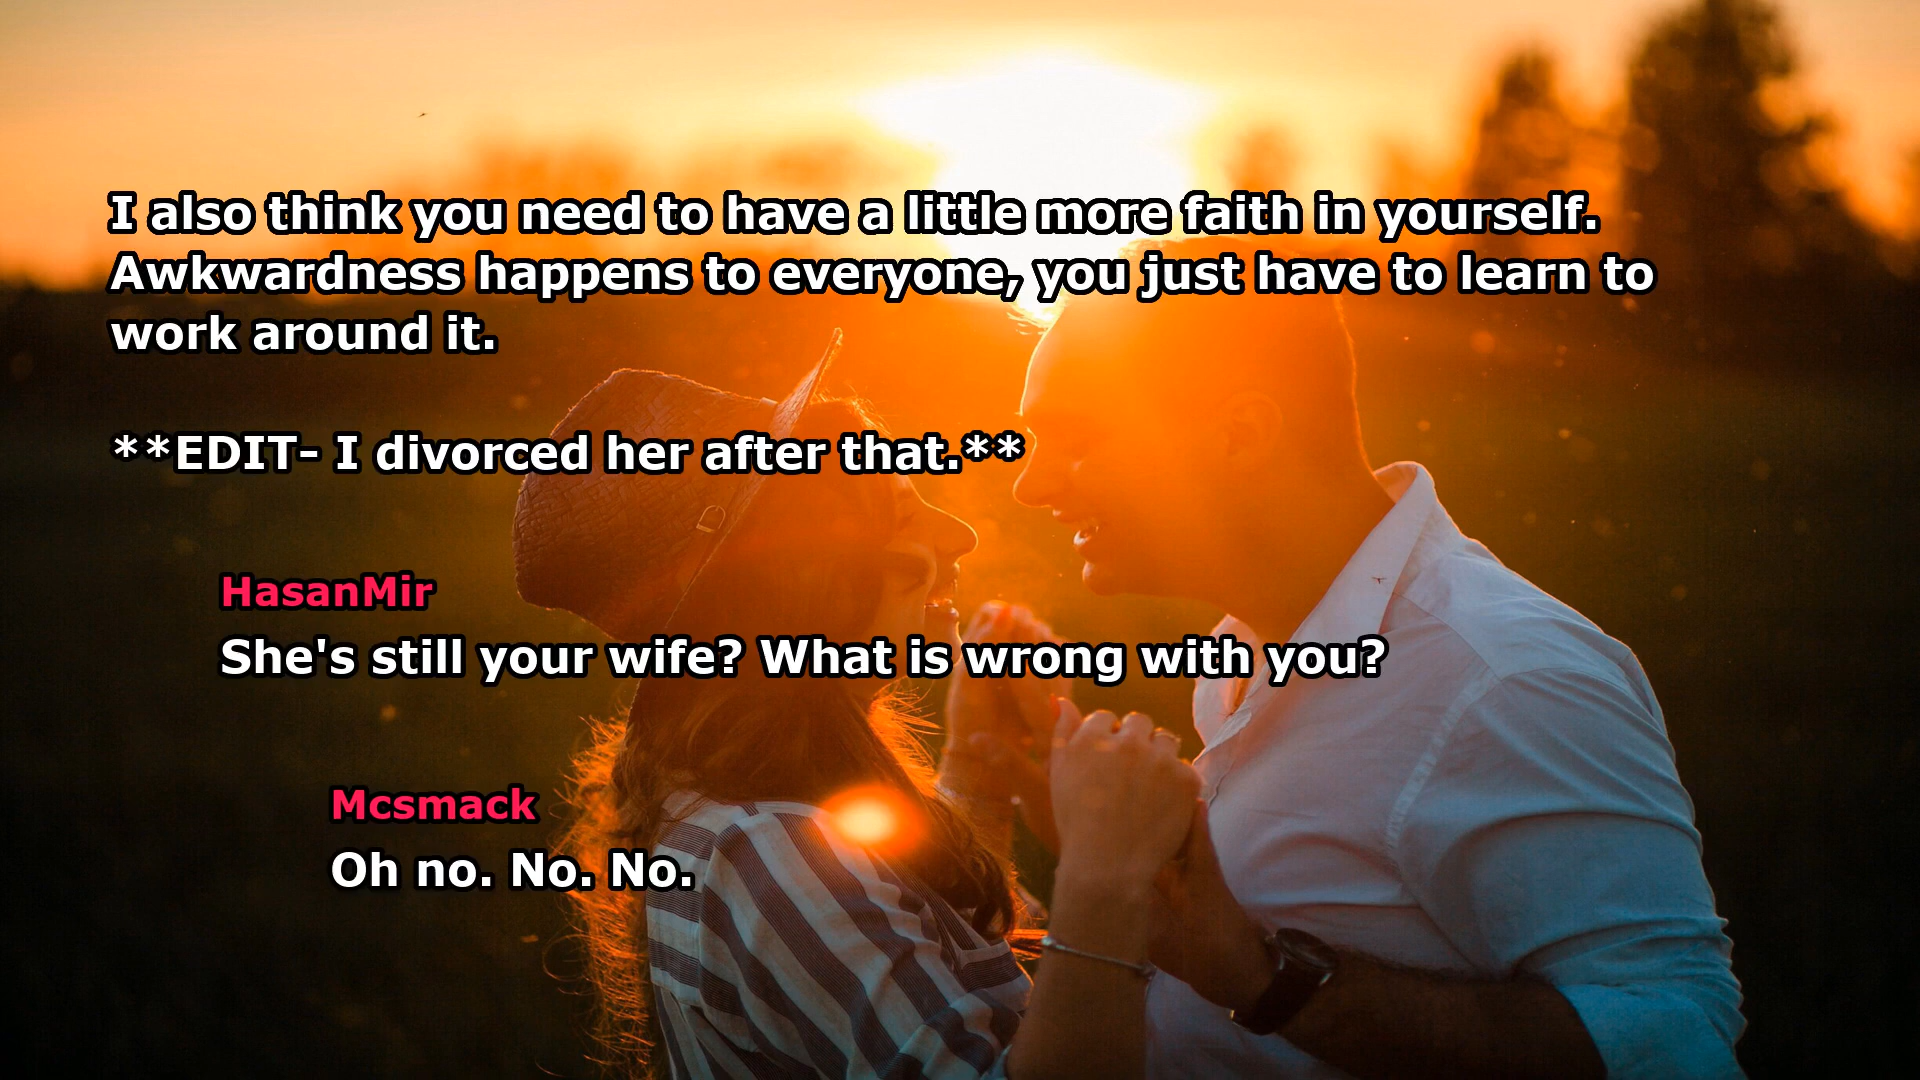 I also think you need to have a little more faith in yourself.
Awkwardness happens to everyone, you just have to learn to
work around it.
**EDIT- I divorced her after that.**
HasanMir
She's still your wife? What is wrong with you?
Mcsmack
Oh no. No. No.